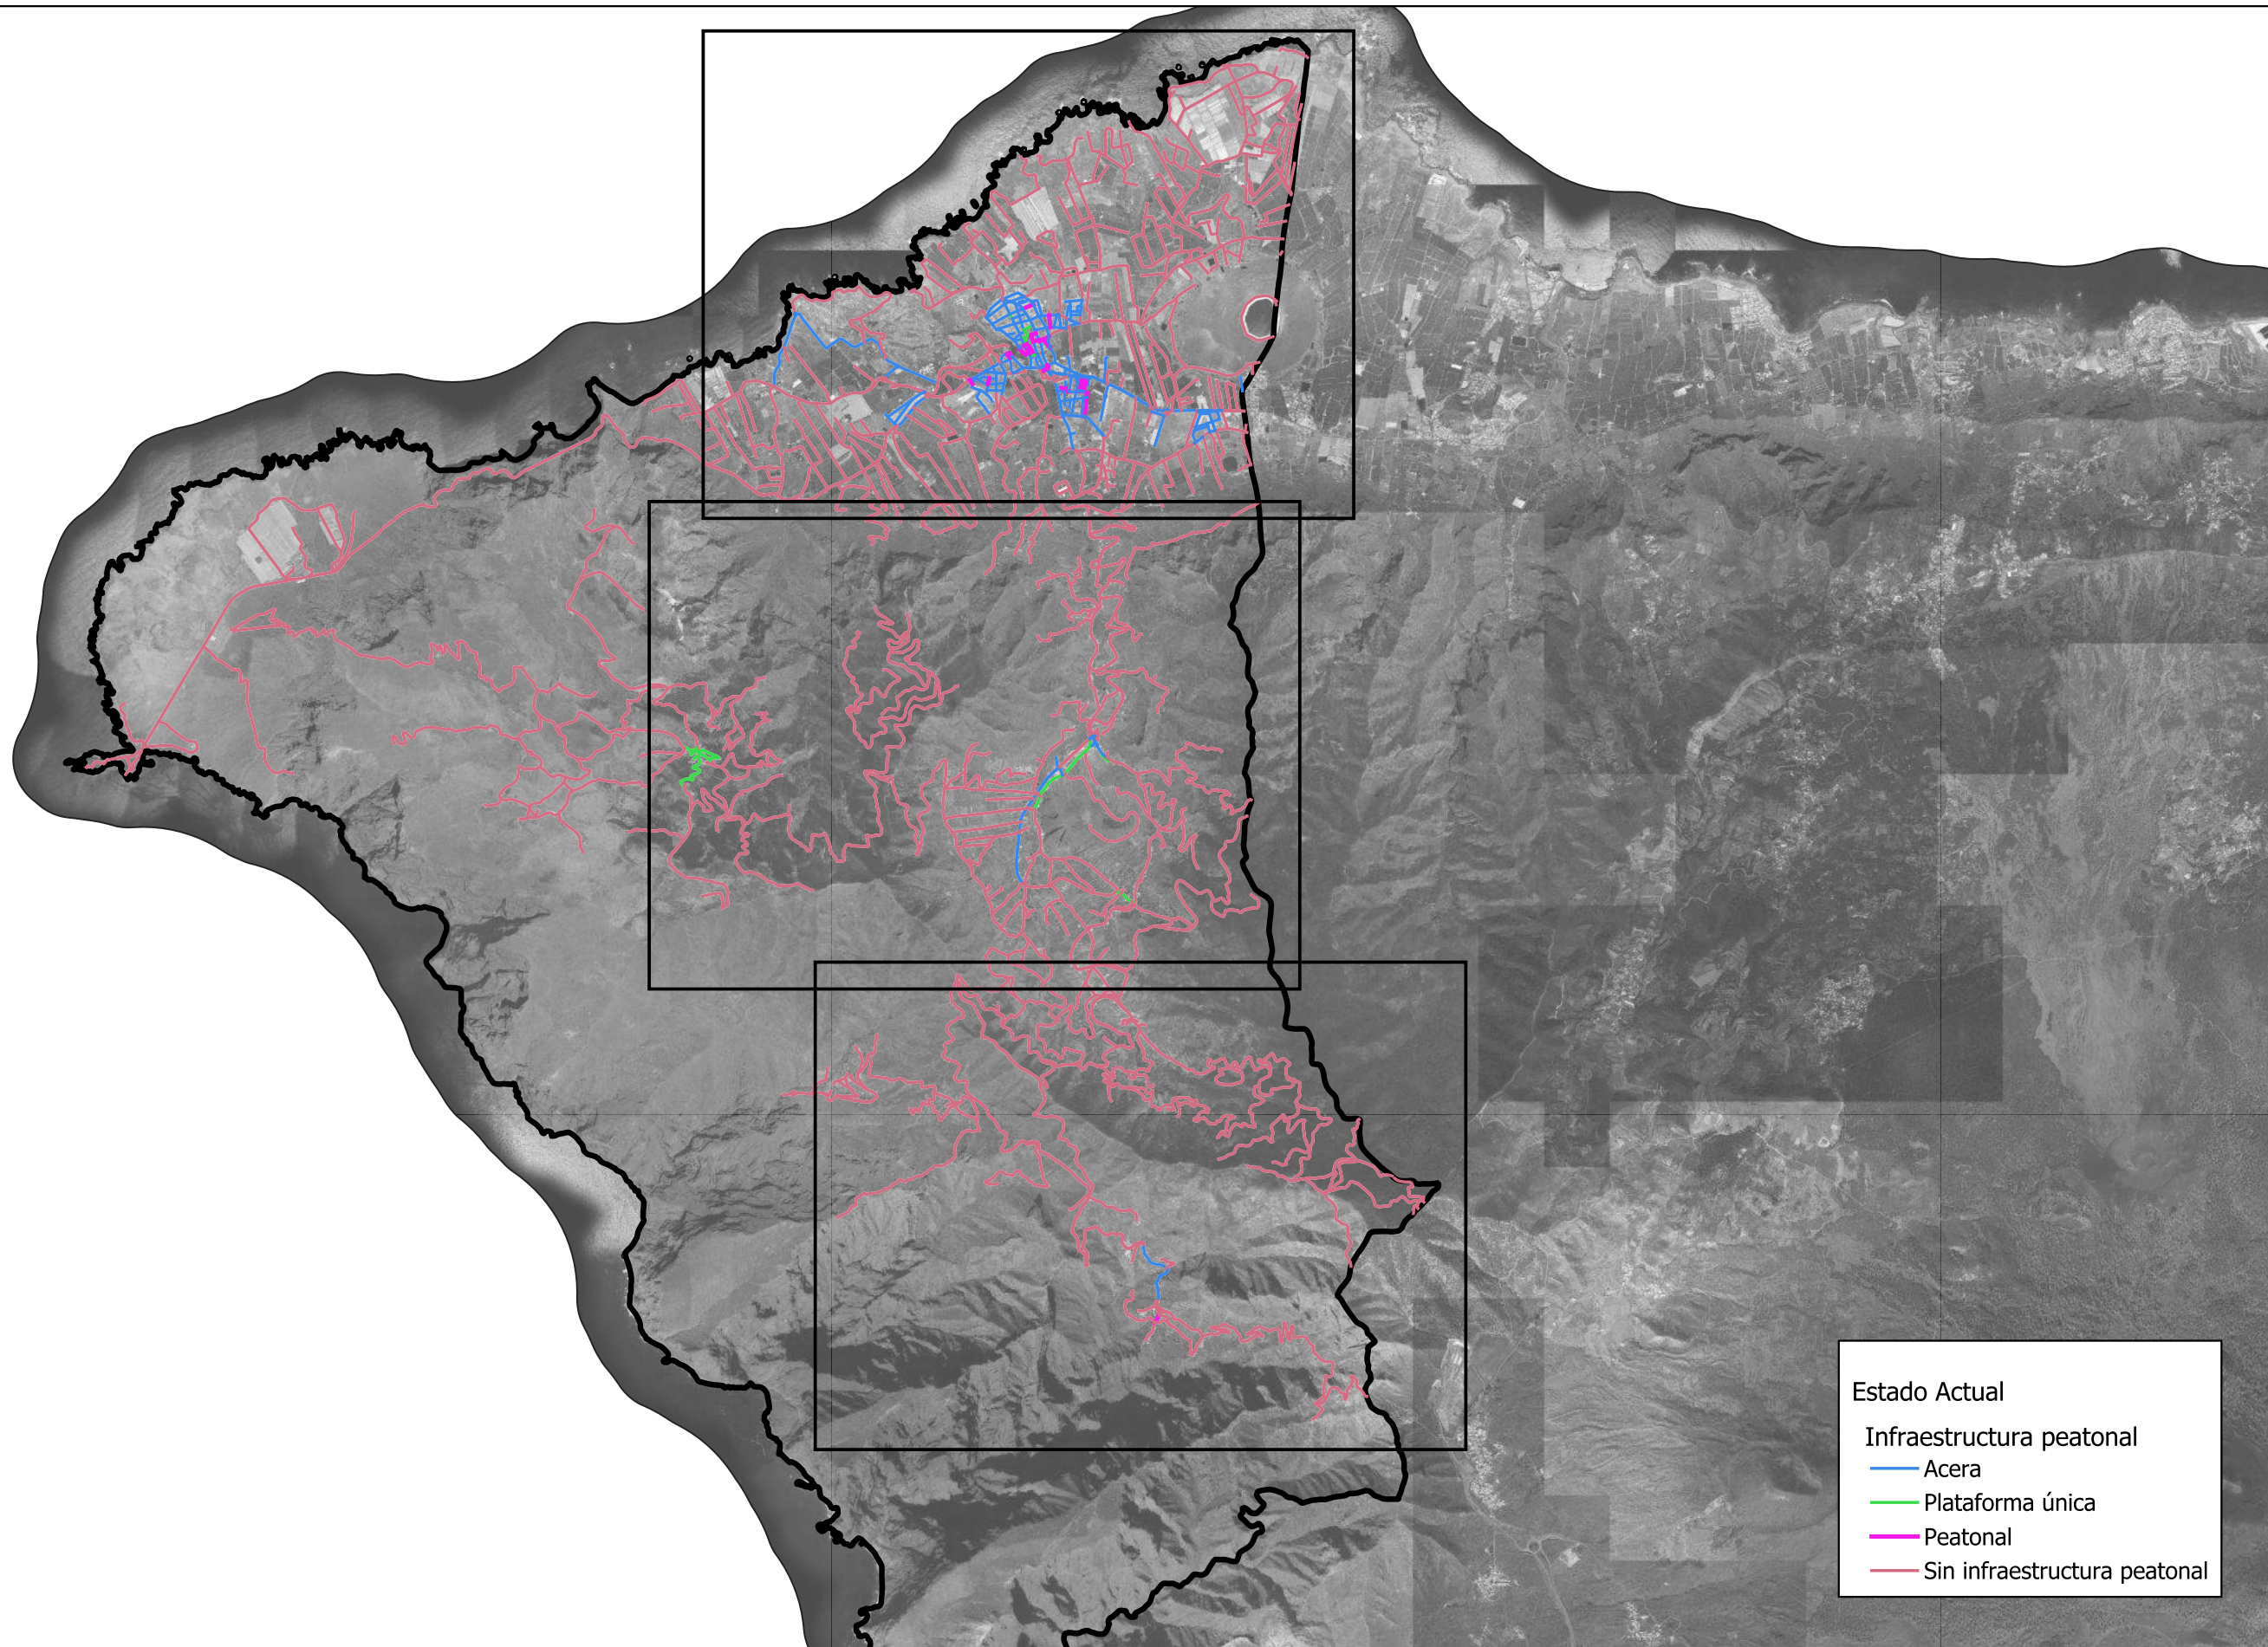 Estado Actual
Infraestructura peatonal
Acera
Plataforma única
Peatonal
Sin infraestructura peatonal